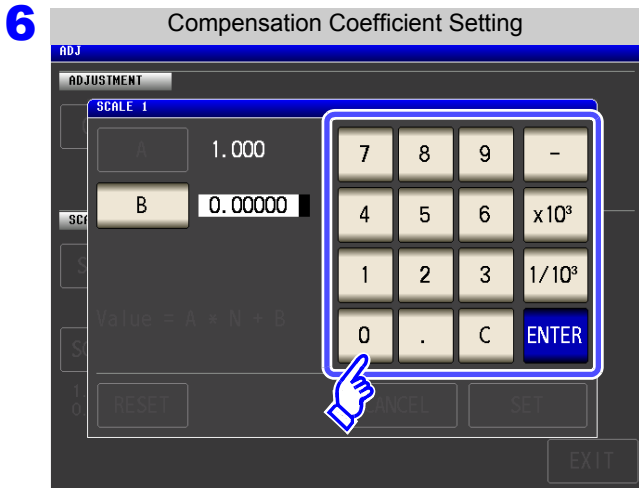 6
Compensation Coefficient Setting
ADJ
ADJUSTMENT
SCALE 1
A 1.000
B 0.00000
7 8 9 -
4 5 6 x10³
1 2 3 1/10³
0 . C ENTER
Value = A * N + B
RESET CANCEL SET
EXIT